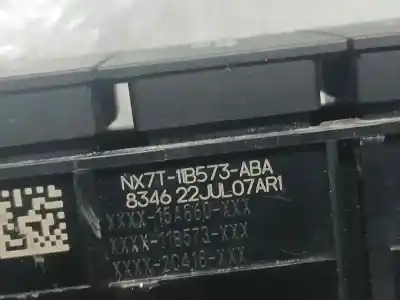 NX7T-11B573-ABA
8346 22JUL07AR1
XXXX-15A660-XXX
XXXX-11B573-XXX
XXXX-2C418-XXX